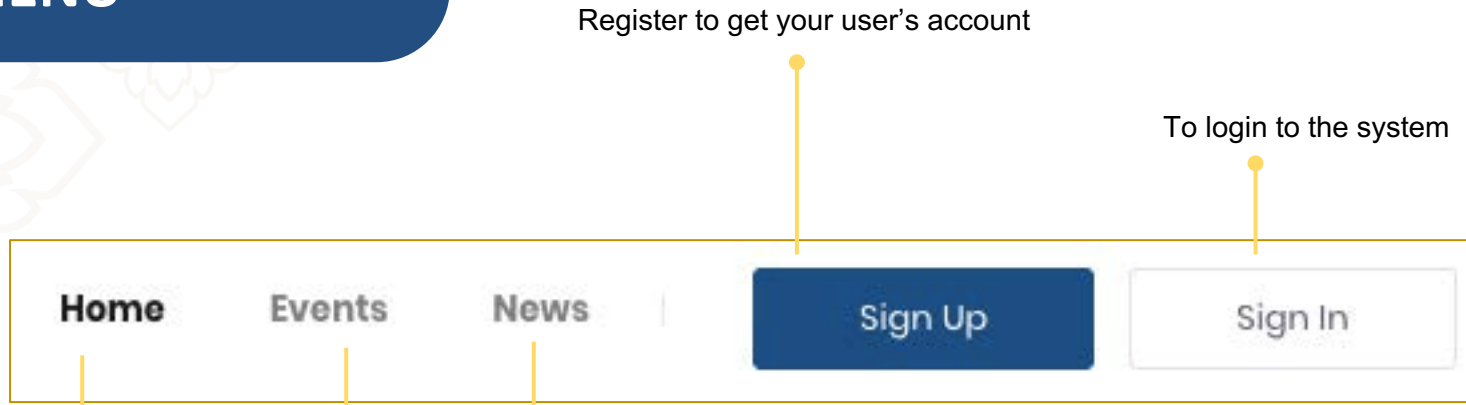 Register to get your user’s account
To login to the system
Home Events News Sign Up Sign In